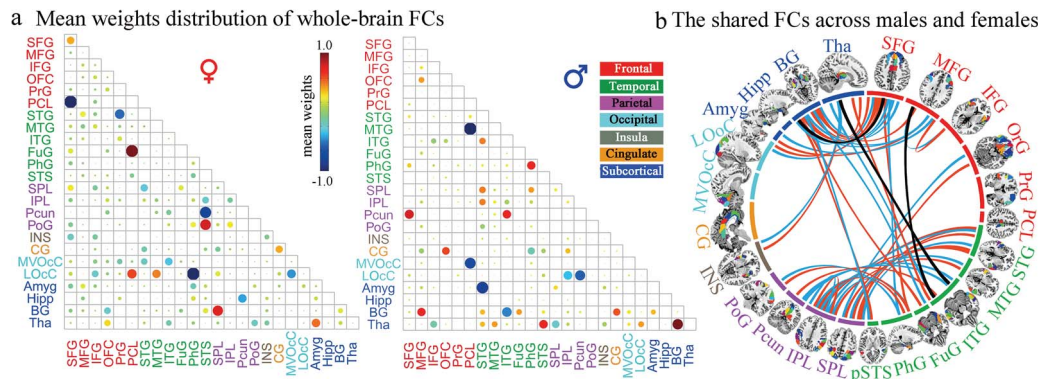 a Mean weights distribution of whole-brain FCs
b The shared FCs across males and females
SFG
MFG
IFG
OFC
PrG
PCL
STG
MTG
ITG
FuG
PhG
STS
SPL
IPL
Pcun
PoG
INS
CG
MVOcC
LOcC
Amyg
Hipp
BG
Tha
SFG
MFG
IFG
OFC
PrG
PCL
STG
MTG
ITG
FuG
PhG
STS
SPL
IPL
Pcun
PoG
INS
CG
MVOcC
LOcC
Amyg
Hipp
BG
Tha
♀
1.0
mean weights
-1.0
SFG
MFG
IFG
OFC
PrG
PCL
STG
MTG
ITG
FuG
PhG
STS
SPL
IPL
Pcun
PoG
INS
CG
MVOcC
LOcC
Amyg
Hipp
BG
Tha
SFG
MFG
IFG
OFC
PrG
PCL
STG
MTG
ITG
FuG
PhG
STS
SPL
IPL
Pcun
PoG
INS
CG
MVOcC
LOcC
Amyg
Hipp
BG
Tha
♂
Frontal
Temporal
Parietal
Occipital
Insula
Cingulate
Subcortical
SFG
MFG
IFG
OrG
PrG
PCL
STG
MTG
ITG
FuG
PhG
pSTS
SPL
IPL
Pcun
PoG
INS
CG
MVOcC
LOcC
Amyg
Hipp
BG
Tha